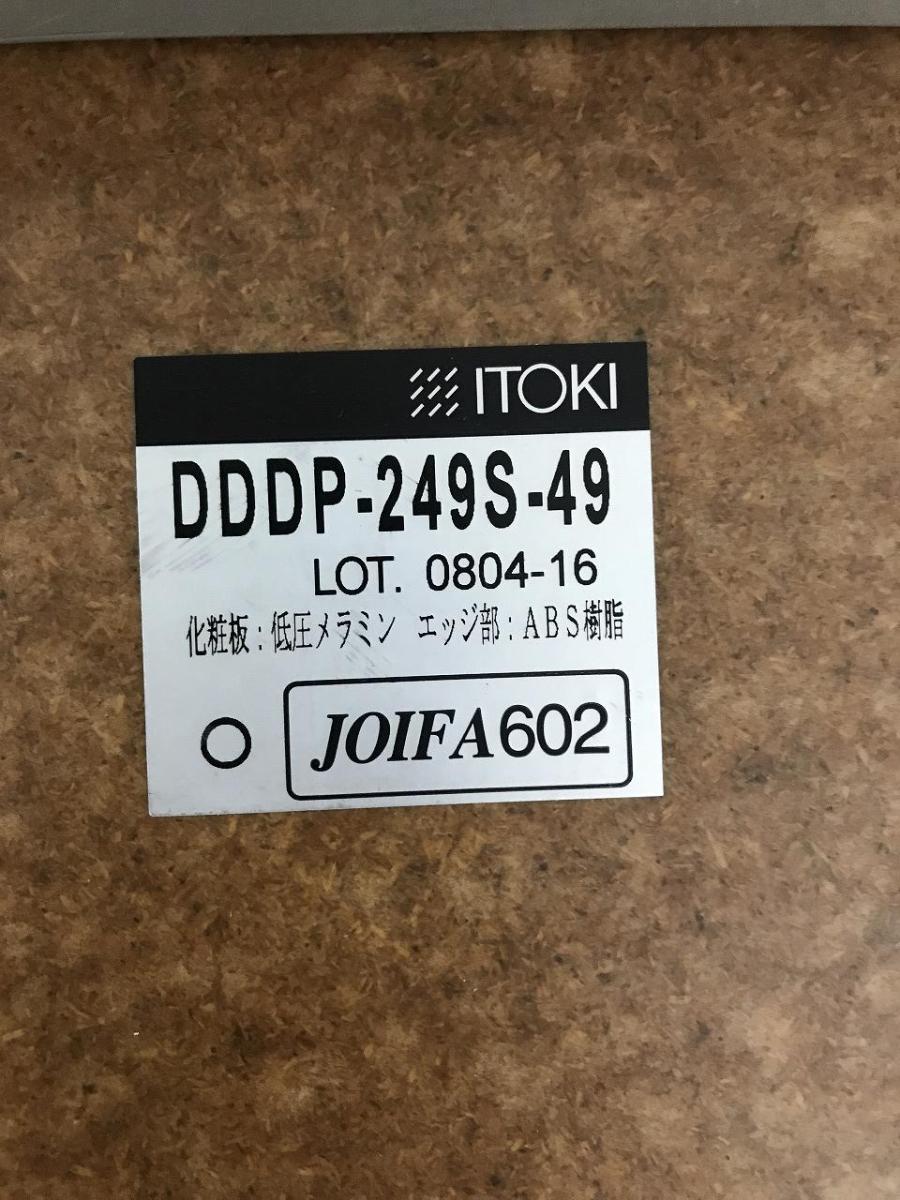 ITOKI
DDDP-249S-49
LOT. 0804-16
化粧板：低圧メラミン　エッジ部：ABS樹脂
○ JOIFA602